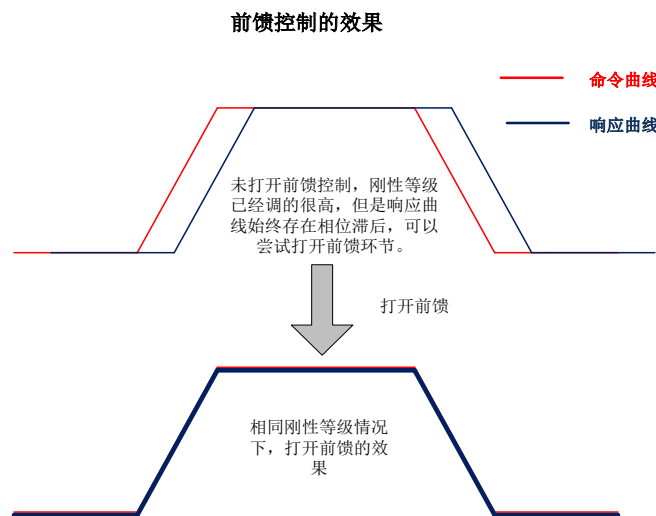 前馈控制的效果
命令曲线
响应曲线
未打开前馈控制，刚性等级
已经调的很高，但是响应曲
线始终存在相位滞后，可以
尝试打开前馈环节。
打开前馈
相同刚性等级情况
下，打开前馈的效
果